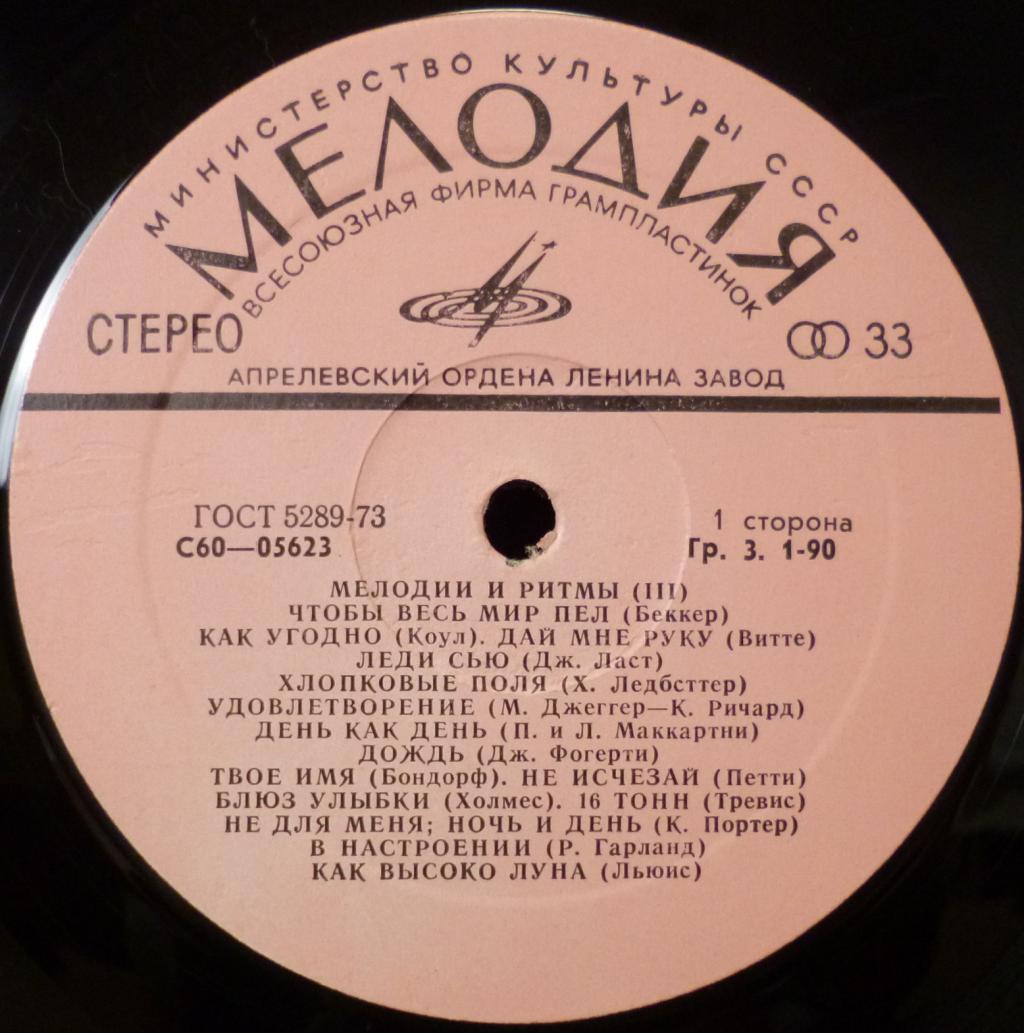 МИНИСТЕРСТВО КУЛЬТУРЫ СССР
МЕЛОДИЯ
ВСЕСОЮЗНАЯ ФИРМА ГРАМПЛАСТИНОК
СТЕРЕО
33
АПРЕЛЕВСКИЙ ОРДЕНА ЛЕНИНА ЗАВОД
ГОСТ 5289-73
1 сторона
С60—05623
Гр. 3. 1-90
МЕЛОДИИ И РИТМЫ (III)
ЧТОБЫ ВЕСЬ МИР ПЕЛ (Беккер)
КАК УГОДНО (Коул). ДАЙ МНЕ РУКУ (Витте)
ЛЕДИ СЬЮ (Дж. Ласт)
ХЛОПКОВЫЕ ПОЛЯ (Х. Ледбсттер)
УДОВЛЕТВОРЕНИЕ (М. Джеггер—К. Ричард)
ДЕНЬ КАК ДЕНЬ (П. и Л. Маккартни)
ДОЖДЬ (Дж. Фогерти)
ТВОЕ ИМЯ (Бондорф). НЕ ИСЧЕЗАЙ (Петти)
БЛЮЗ УЛЫБКИ (Холмес). 16 ТОНН (Тревис)
НЕ ДЛЯ МЕНЯ; НОЧЬ И ДЕНЬ (К. Портер)
В НАСТРОЕНИИ (Р. Гарланд)
КАК ВЫСОКО ЛУНА (Льюис)